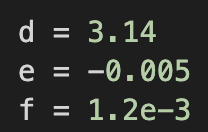 d = 3.14
e = -0.005
f = 1.2e-3